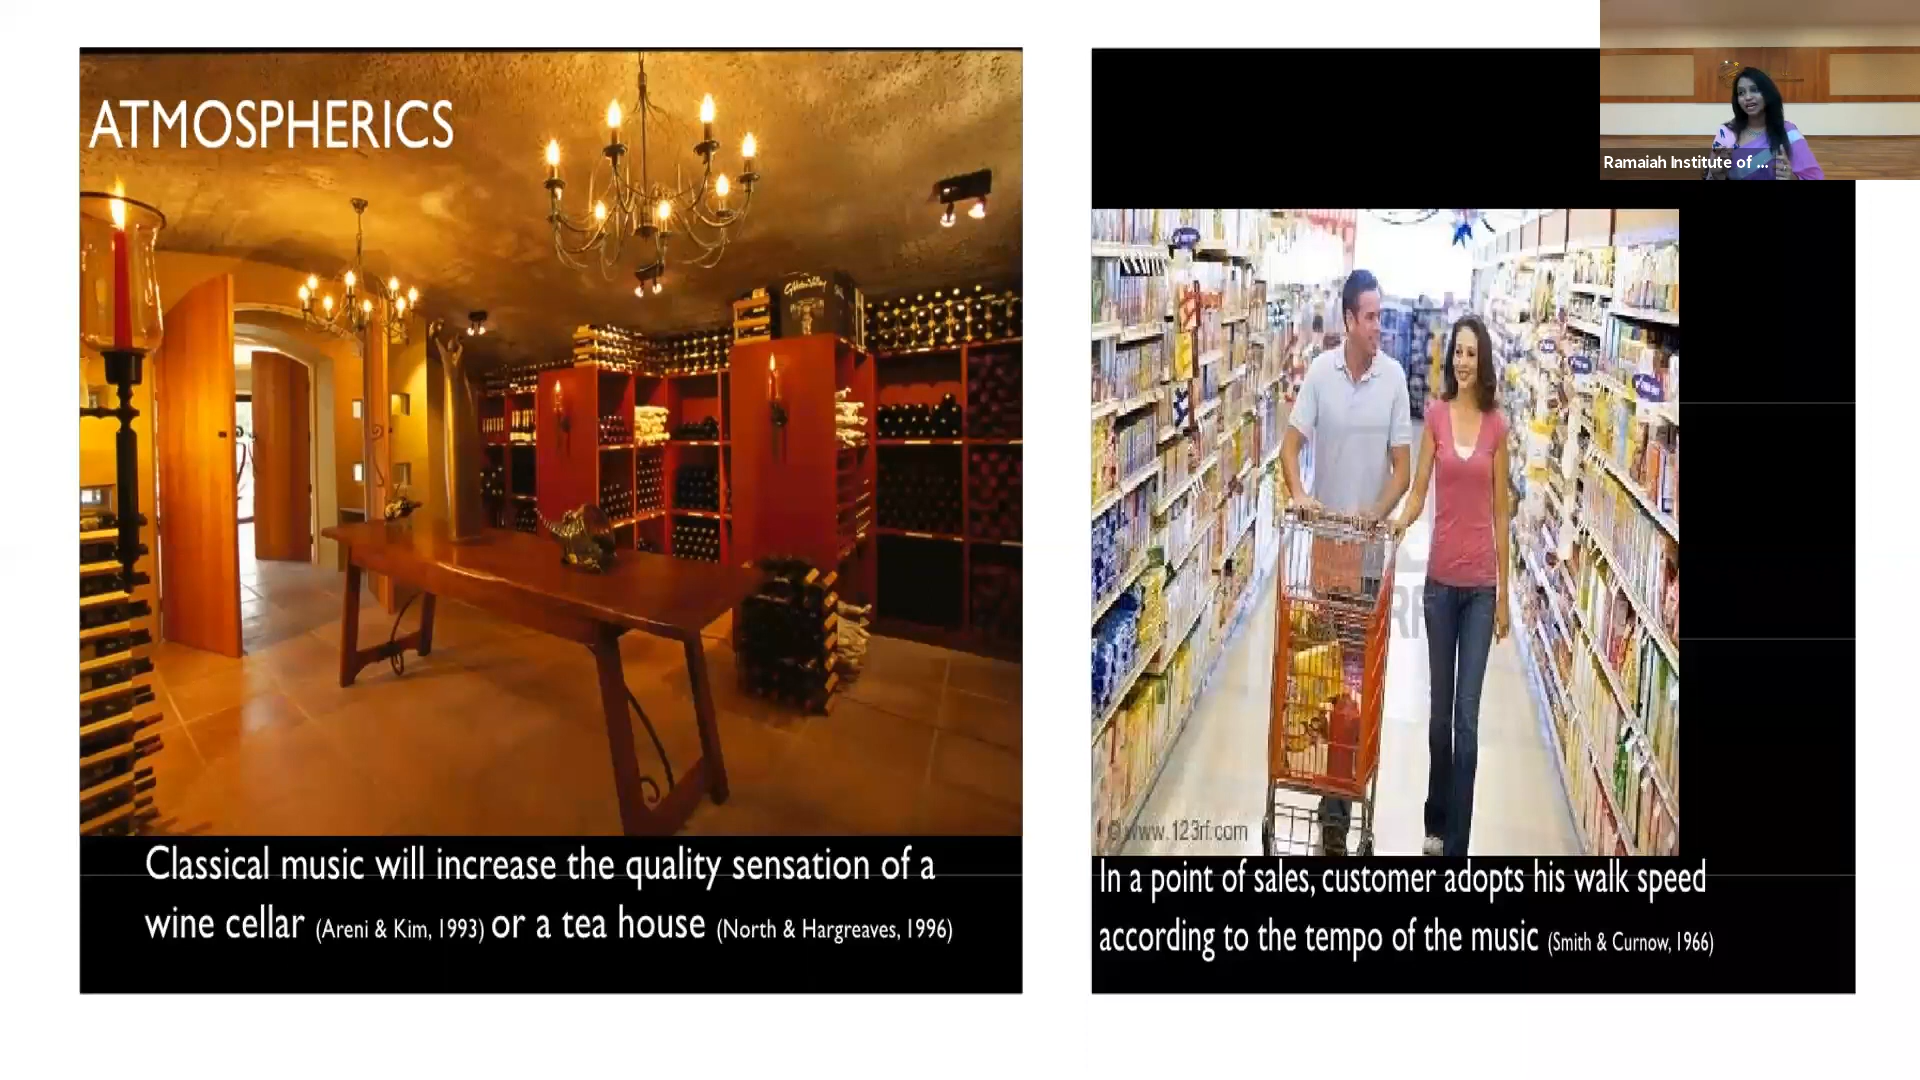 ATMOSPHERICS
Classical music will increase the quality sensation of a
wine cellar (Areni & Kim, 1993) or a tea house (North & Hargreaves, 1996)
Ramaiah Institute of ...
© www.123rf.com
In a point of sales, customer adopts his walk speed
according to the tempo of the music (Smith & Curnow, 1966)